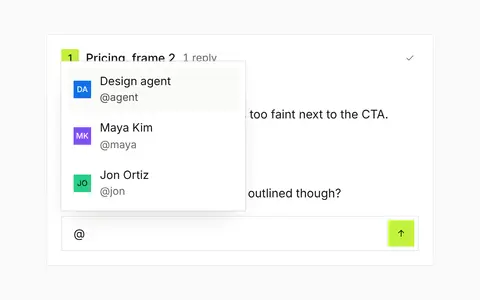 1 Pricing, frame 2 1 reply
DA Design agent
@agent
too faint next to the CTA.
MK Maya Kim
@maya
JO Jon Ortiz
@jon
outlined though?
@